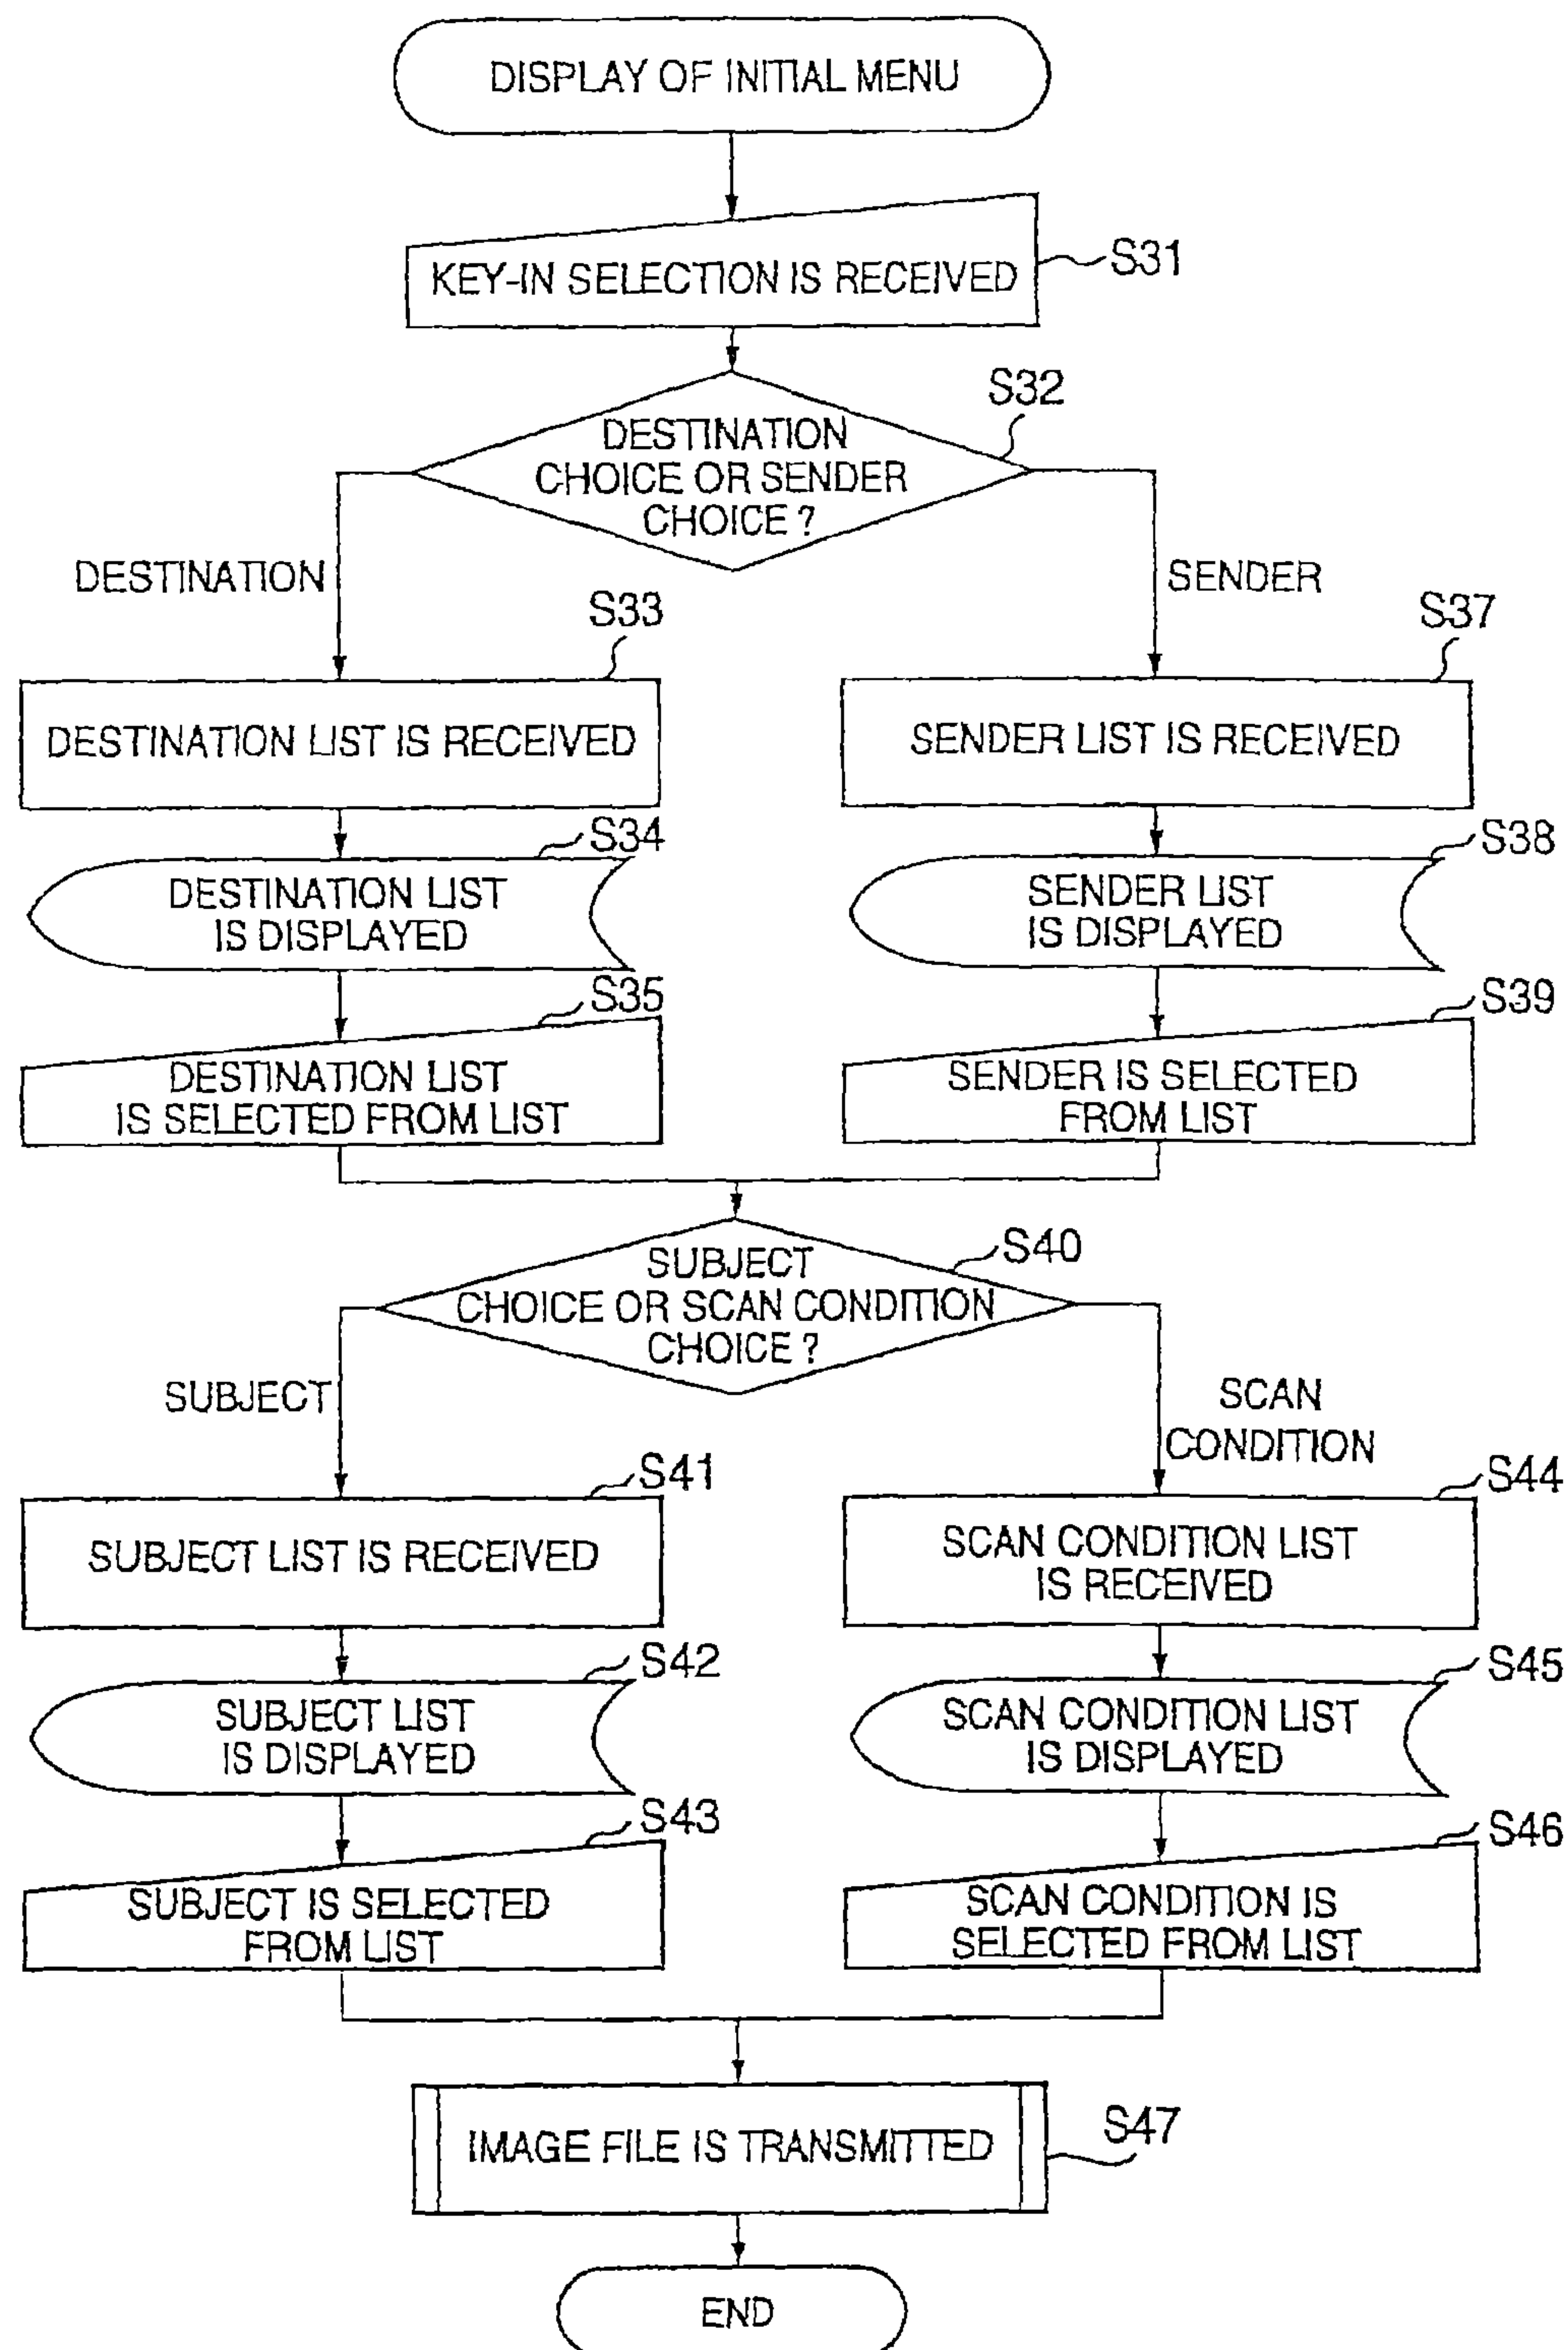 DISPLAY OF INITIAL MENU
KEY-IN SELECTION IS RECEIVED
S31
S32
DESTINATION
CHOICE OR SENDER
CHOICE ?
DESTINATION
SENDER
S33
DESTINATION LIST IS RECEIVED
S37
SENDER LIST IS RECEIVED
S34
DESTINATION LIST
IS DISPLAYED
S38
SENDER LIST
IS DISPLAYED
S35
DESTINATION LIST
IS SELECTED FROM LIST
S39
SENDER IS SELECTED
FROM LIST
S40
SUBJECT
CHOICE OR SCAN CONDITION
CHOICE ?
SUBJECT
SCAN
CONDITION
S41
SUBJECT LIST IS RECEIVED
S44
SCAN CONDITION LIST
IS RECEIVED
S42
SUBJECT LIST
IS DISPLAYED
S45
SCAN CONDITION LIST
IS DISPLAYED
S43
SUBJECT IS SELECTED
FROM LIST
S46
SCAN CONDITION IS
SELECTED FROM LIST
IMAGE FILE IS TRANSMITTED
S47
END